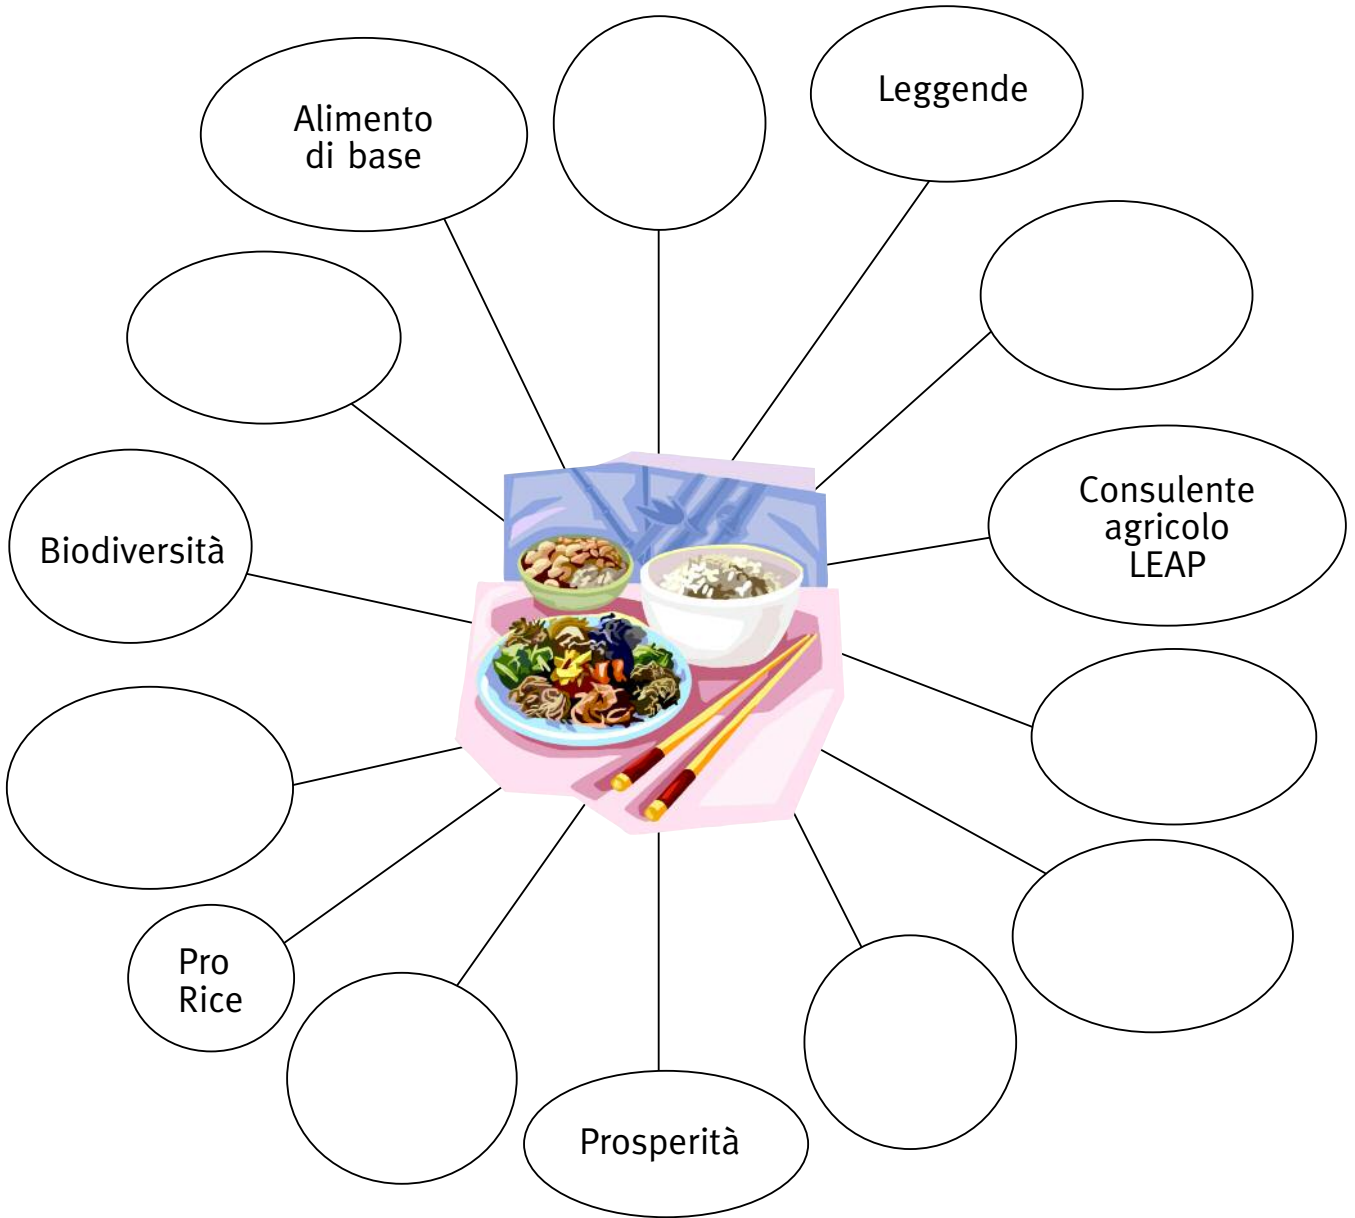 Leggende
Alimento
di base
Consulente
agricolo
LEAP
Biodiversità
Pro
Rice
Prosperità